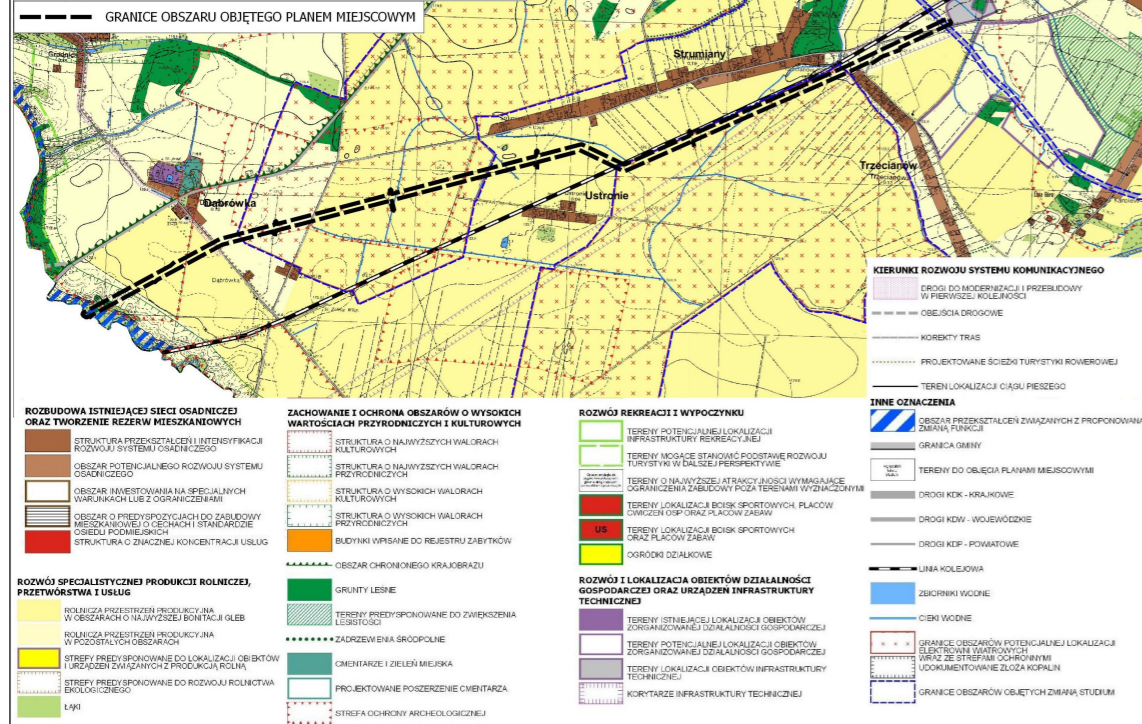 GRANICE OBSZARU OBJĘTEGO PLANEM MIEJSCOWYM
Strumiany
Trzecianów
Trzecianów
Dąbrówka
Ustronie
Ustronie
Dąbrówka
KIERUNKI ROZWOJU SYSTEMU KOMUNIKACYJNEGO
DROGI DO MODERNIZACJI I PRZEBUDOWY
W PIERWSZEJ KOLEJNOŚCI
OBEJŚCIA DROGOWE
KOREKTY TRAS
PROJEKTOWANE ŚCIEŻKI TURYSTYKI ROWEROWEJ
TEREN LOKALIZACJI CIĄGU PIESZEGO
INNE OZNACZENIA
OBSZAR PRZEKSZTAŁCEŃ ZWIĄZANYCH Z PROPONOWANĄ
ZMIANĄ FUNKCJI
GRANICA GMINY
TERENY DO OBJĘCIA PLANAMI MIEJSCOWYMI
DROGI KDK - KRAJKOWE
DROGI KDW - WOJEWÓDZKIE
DROGI KDP - POWIATOWE
LINIA KOLEJOWA
ZBIORNIKI WODNE
CIEKI WODNE
GRANICE OBSZARÓW POTENCJALNEJ LOKALIZACJI
ELEKTROWNI WIATROWYCH
WRAZ ZE STREFAMI OCHRONNYMI
UDOKUMENTOWANE ZŁOŻA KOPALIN
GRANICE OBSZARÓW OBJĘTYCH ZMIANĄ STUDIUM
ROZBUDOWA ISTNIEJĄCEJ SIECI OSADNICZEJ
ORAZ TWORZENIE REZERW MIESZKANIOWYCH
STRUKTURA PRZEKSZTAŁCEŃ I INTENSYFIKACJI
ROZWOJU SYSTEMU OSADNICZEGO
OBSZAR POTENCJALNEGO ROZWOJU SYSTEMU
OSADNICZEGO
OBSZAR INWESTOWANIA NA SPECJALNYCH
WARUNKACH LUB Z OGRANICZENIAMI
OBSZAR O PREDYSPOZYCJACH DO ZABUDOWY
MIESZKANIOWEJ O CECHACH I STANDARDZIE
OSIEDLI PODMIEJSKICH
STRUKTURA O ZNACZNEJ KONCENTRACJI USŁUG
ROZWÓJ SPECJALISTYCZNEJ PRODUKCJI ROLNICZEJ,
PRZETWÓRSTWA I USŁUG
ROLNICZA PRZESTRZEŃ PRODUKCYJNA
W OBSZARACH O NAJWYŻSZEJ BONITACJI GLEB
ROLNICZA PRZESTRZEŃ PRODUKCYJNA
W POZOSTAŁYCH OBSZARACH
STREFY PREDYSPONOWANE DO LOKALIZACJI OBIEKTÓW
I URZĄDZEŃ ZWIĄZANYCH Z PRODUKCJĄ ROLNĄ
STREFY PREDYSPONOWANE DO ROZWOJU ROLNICTWA
EKOLOGICZNEGO
ŁĄKI
ZACHOWANIE I OCHRONA OBSZARÓW O WYSOKICH
WARTOŚCIACH PRZYRODNICZYCH I KULTUROWYCH
STRUKTURA O NAJWYŻSZYCH WALORACH
KULTUROWYCH
STRUKTURA O NAJWYŻSZYCH WALORACH
PRZYRODNICZYCH
STRUKTURA O WYSOKICH WALORACH
KULTUROWYCH
STRUKTURA O WYSOKICH WALORACH
PRZYRODNICZYCH
BUDYNKI WPISANE DO REJESTRU ZABYTKÓW
OBSZAR CHRONIONEGO KRAJOBRAZU
GRUNTY LEŚNE
TERENY PREDYSPONOWANE DO ZWIĘKSZENIA
LESISTOŚCI
ZADRZEWIENIA ŚRÓDPOLNE
CMENTARZE I ZIELEŃ MIEJSKA
PROJEKTOWANE POSZERZENIE CMENTARZA
STREFA OCHRONY ARCHEOLOGICZNEJ
ROZWÓJ REKREACJI I WYPOCZYNKU
TERENY POTENCJALNEJ LOKALIZACJI
INFRASTRUKTURY REKREACYJNEJ
TERENY MOGĄCE STANOWIĆ PODSTAWĘ ROZWOJU
TURYSTYKI W DALSZEJ PERSPEKTYWIE
TERENY O NAJWYŻSZEJ ATRAKCYJNOŚCI WYMAGAJĄCE
OGRANICZENIA ZABUDOWY POZA TERENAMI WYZNACZONYMI
TERENY LOKALIZACJI BOISK SPORTOWYCH, PLACÓW
ĆWICZEŃ OSP ORAZ PLACÓW ZABAW
US
TERENY LOKALIZACJI BOISK SPORTOWYCH
ORAZ PLACÓW ZABAW
OGRÓDKI DZIAŁKOWE
ROZWÓJ I LOKALIZACJA OBIEKTÓW DZIAŁALNOŚCI
GOSPODARCZEJ ORAZ URZĄDZEŃ INFRASTRUKTURY
TECHNICZNEJ
TERENY ISTNIEJĄCEJ LOKALIZACJI OBIEKTÓW
ZORGANIZOWANEJ DZIAŁALNOŚCI GOSPODARCZEJ
TERENY POTENCJALNEJ LOKALIZACJI OBIEKTÓW
ZORGANIZOWANEJ DZIAŁALNOŚCI GOSPODARCZEJ
TERENY LOKALIZACJI OBIEKTÓW INFRASTRUKTURY
TECHNICZNEJ
KORYTARZE INFRASTRUKTURY TECHNICZNEJ